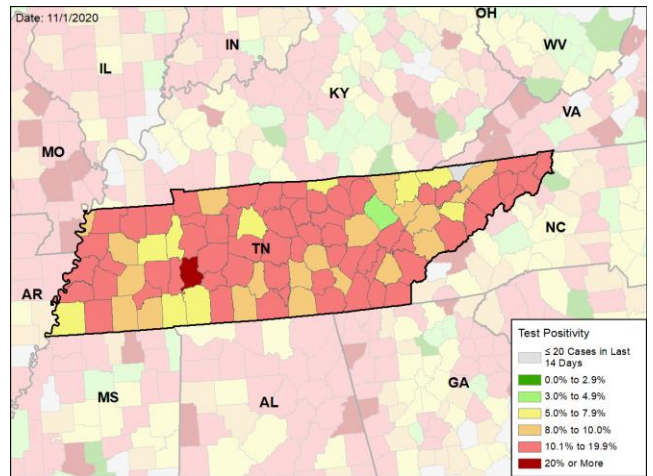 Date: 11/1/2020
OH
IN
WV
IL
KY
VA
MO
NC
TN
AR
MS
AL
GA
Test Positivity
≤ 20 Cases in Last
14 Days
0.0% to 2.9%
3.0% to 4.9%
5.0% to 7.9%
8.0% to 10.0%
10.1% to 19.9%
20% or More